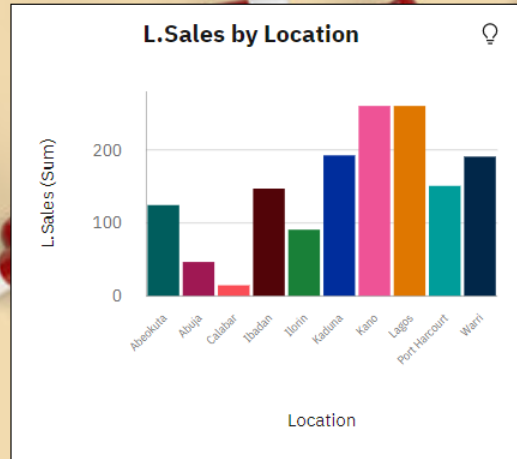 L.Sales by Location
L.Sales (Sum)
200
100
0
Abeokuta
Abuja
Calabar
Ibadan
Ilorin
Kaduna
Kano
Lagos
Port Harcourt
Warri
Location